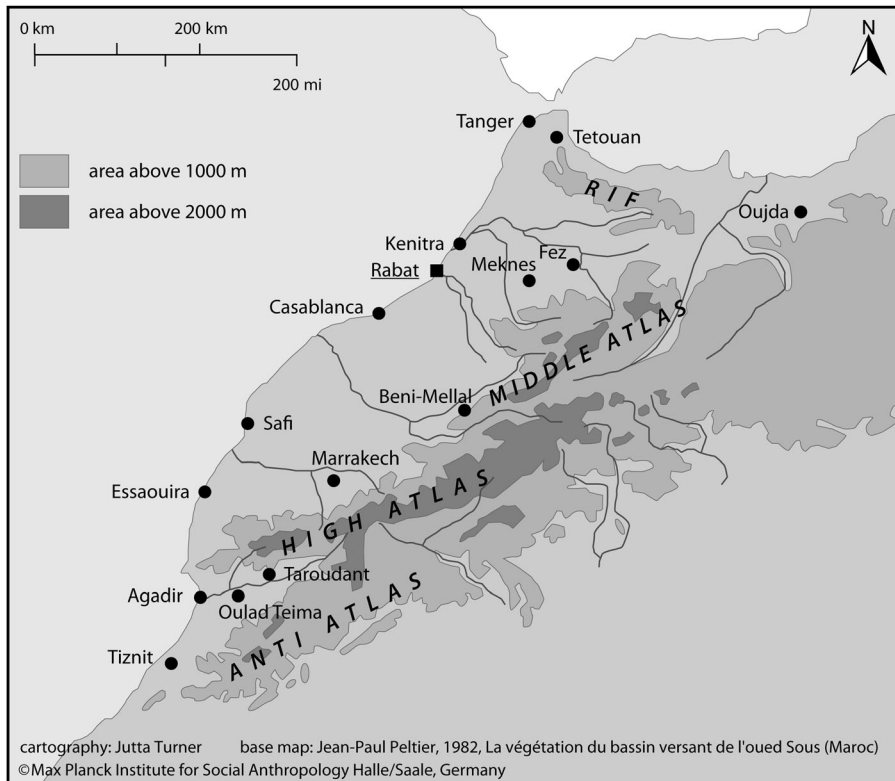 0 km 200 km
200 mi
N
area above 1000 m
area above 2000 m
Tanger
Tetouan
RIF
Oujda
Kenitra
Fez
Rabat
Meknes
Casablanca
MIDDLE ATLAS
Beni-Mellal
Safi
Marrakech
Essaouira
HIGH ATLAS
Taroudant
Agadir
Oulad Teima
ANTI ATLAS
Tiznit
cartography: Jutta Turner base map: Jean-Paul Peltier, 1982, La végétation du bassin versant de l'oued Sous (Maroc)
©Max Planck Institute for Social Anthropology Halle/Saale, Germany